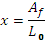 x = A_f / L_0